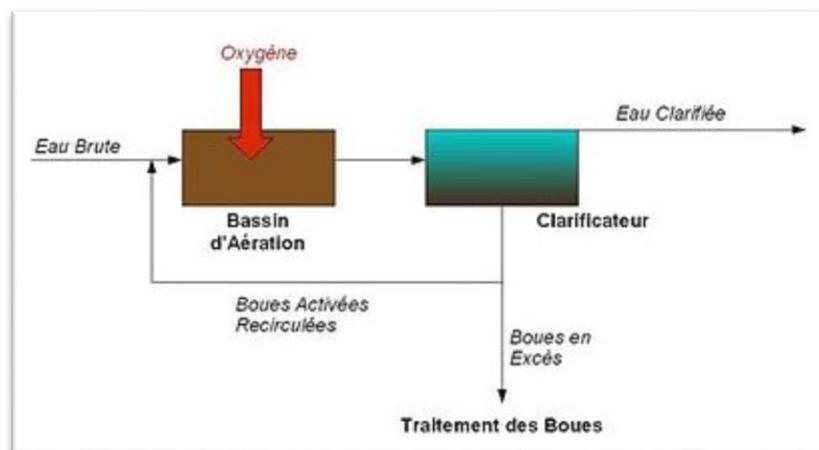 Oxygène
Eau Brute
Eau Clarifiée
Bassin
d'Aération
Clarificateur
Boues Activées
Recirculées
Boues en
Excès
Traitement des Boues